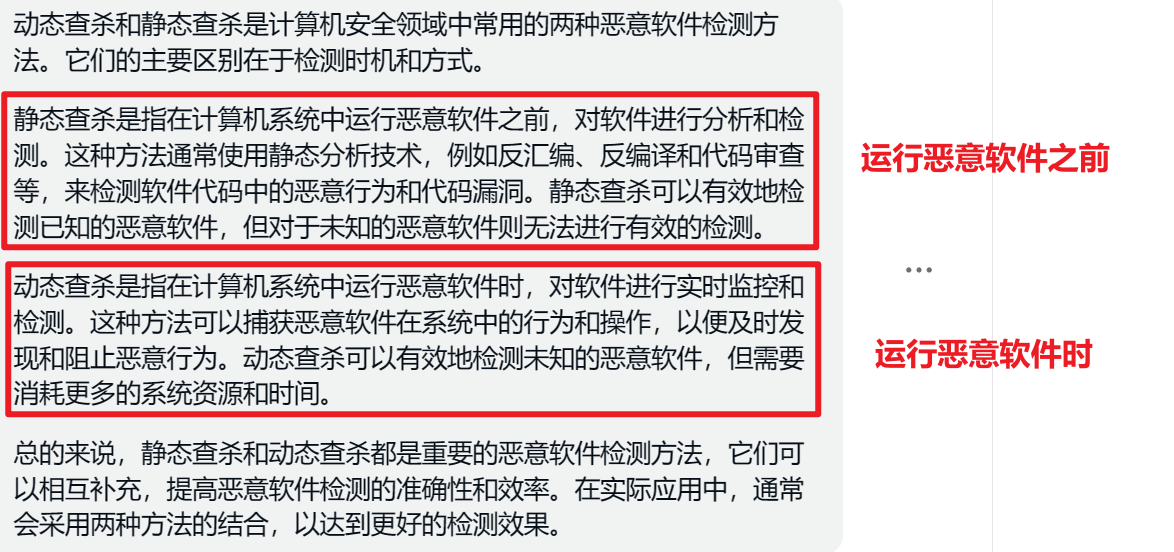 动态查杀和静态查杀是计算机安全领域中常用的两种恶意软件检测方
法。它们的主要区别在于检测时机和方式。
静态查杀是指在计算机系统中运行恶意软件之前，对软件进行分析和检
测。这种方法通常使用静态分析技术，例如反汇编、反编译和代码审查
等，来检测软件代码中的恶意行为和代码漏洞。静态查杀可以有效地检
测已知的恶意软件，但对于未知的恶意软件则无法进行有效的检测。
运行恶意软件之前
…
动态查杀是指在计算机系统中运行恶意软件时，对软件进行实时监控和
检测。这种方法可以捕获恶意软件在系统中的行为和操作，以便及时发
现和阻止恶意行为。动态查杀可以有效地检测未知的恶意软件，但需要
消耗更多的系统资源和时间。
运行恶意软件时
总的来说，静态查杀和动态查杀都是重要的恶意软件检测方法，它们可
以相互补充，提高恶意软件检测的准确性和效率。在实际应用中，通常
会采用两种方法的结合，以达到更好的检测效果。